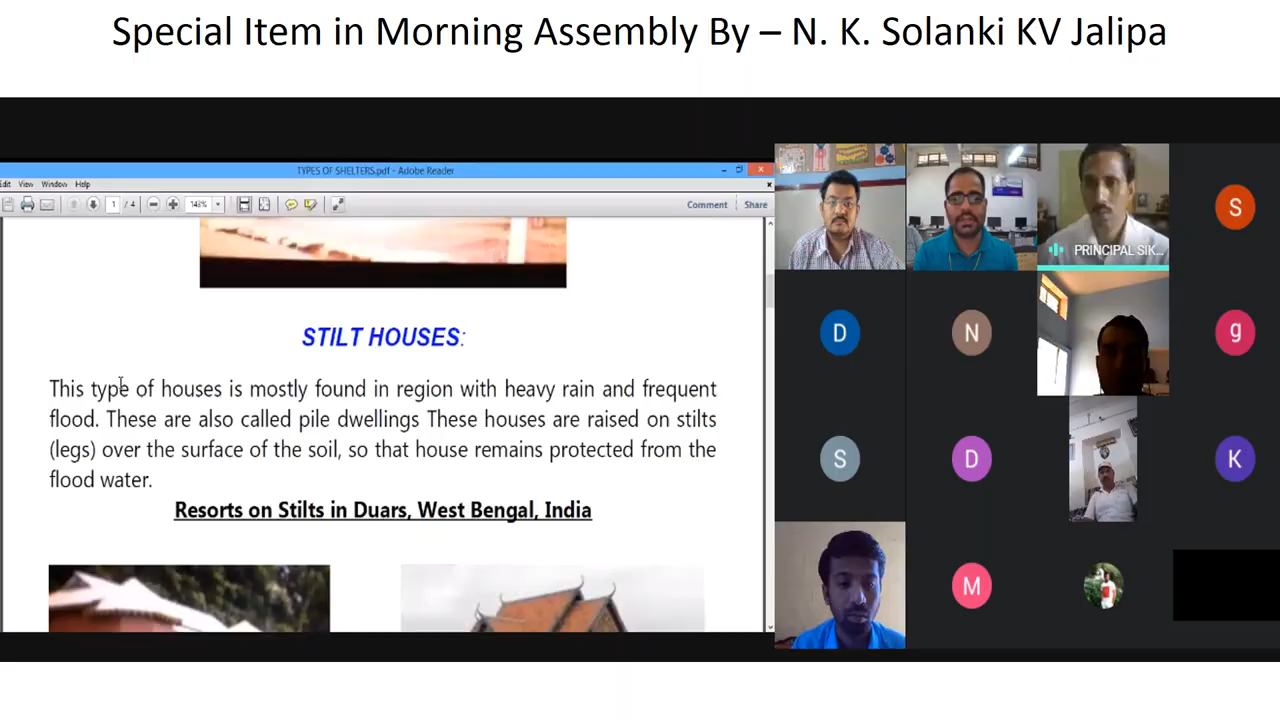 Special Item in Morning Assembly By – N. K. Solanki KV Jalipa
TYPES OF SHELTERS.pdf - Adobe Reader
Edit View Window Help
1 / 4 143% Comment Share
STILT HOUSES:
This type of houses is mostly found in region with heavy rain and frequent
flood. These are also called pile dwellings These houses are raised on stilts
(legs) over the surface of the soil, so that house remains protected from the
flood water.
Resorts on Stilts in Duars, West Bengal, India
PRINCIPAL SIK...
S
D
N
g
S
D
K
M